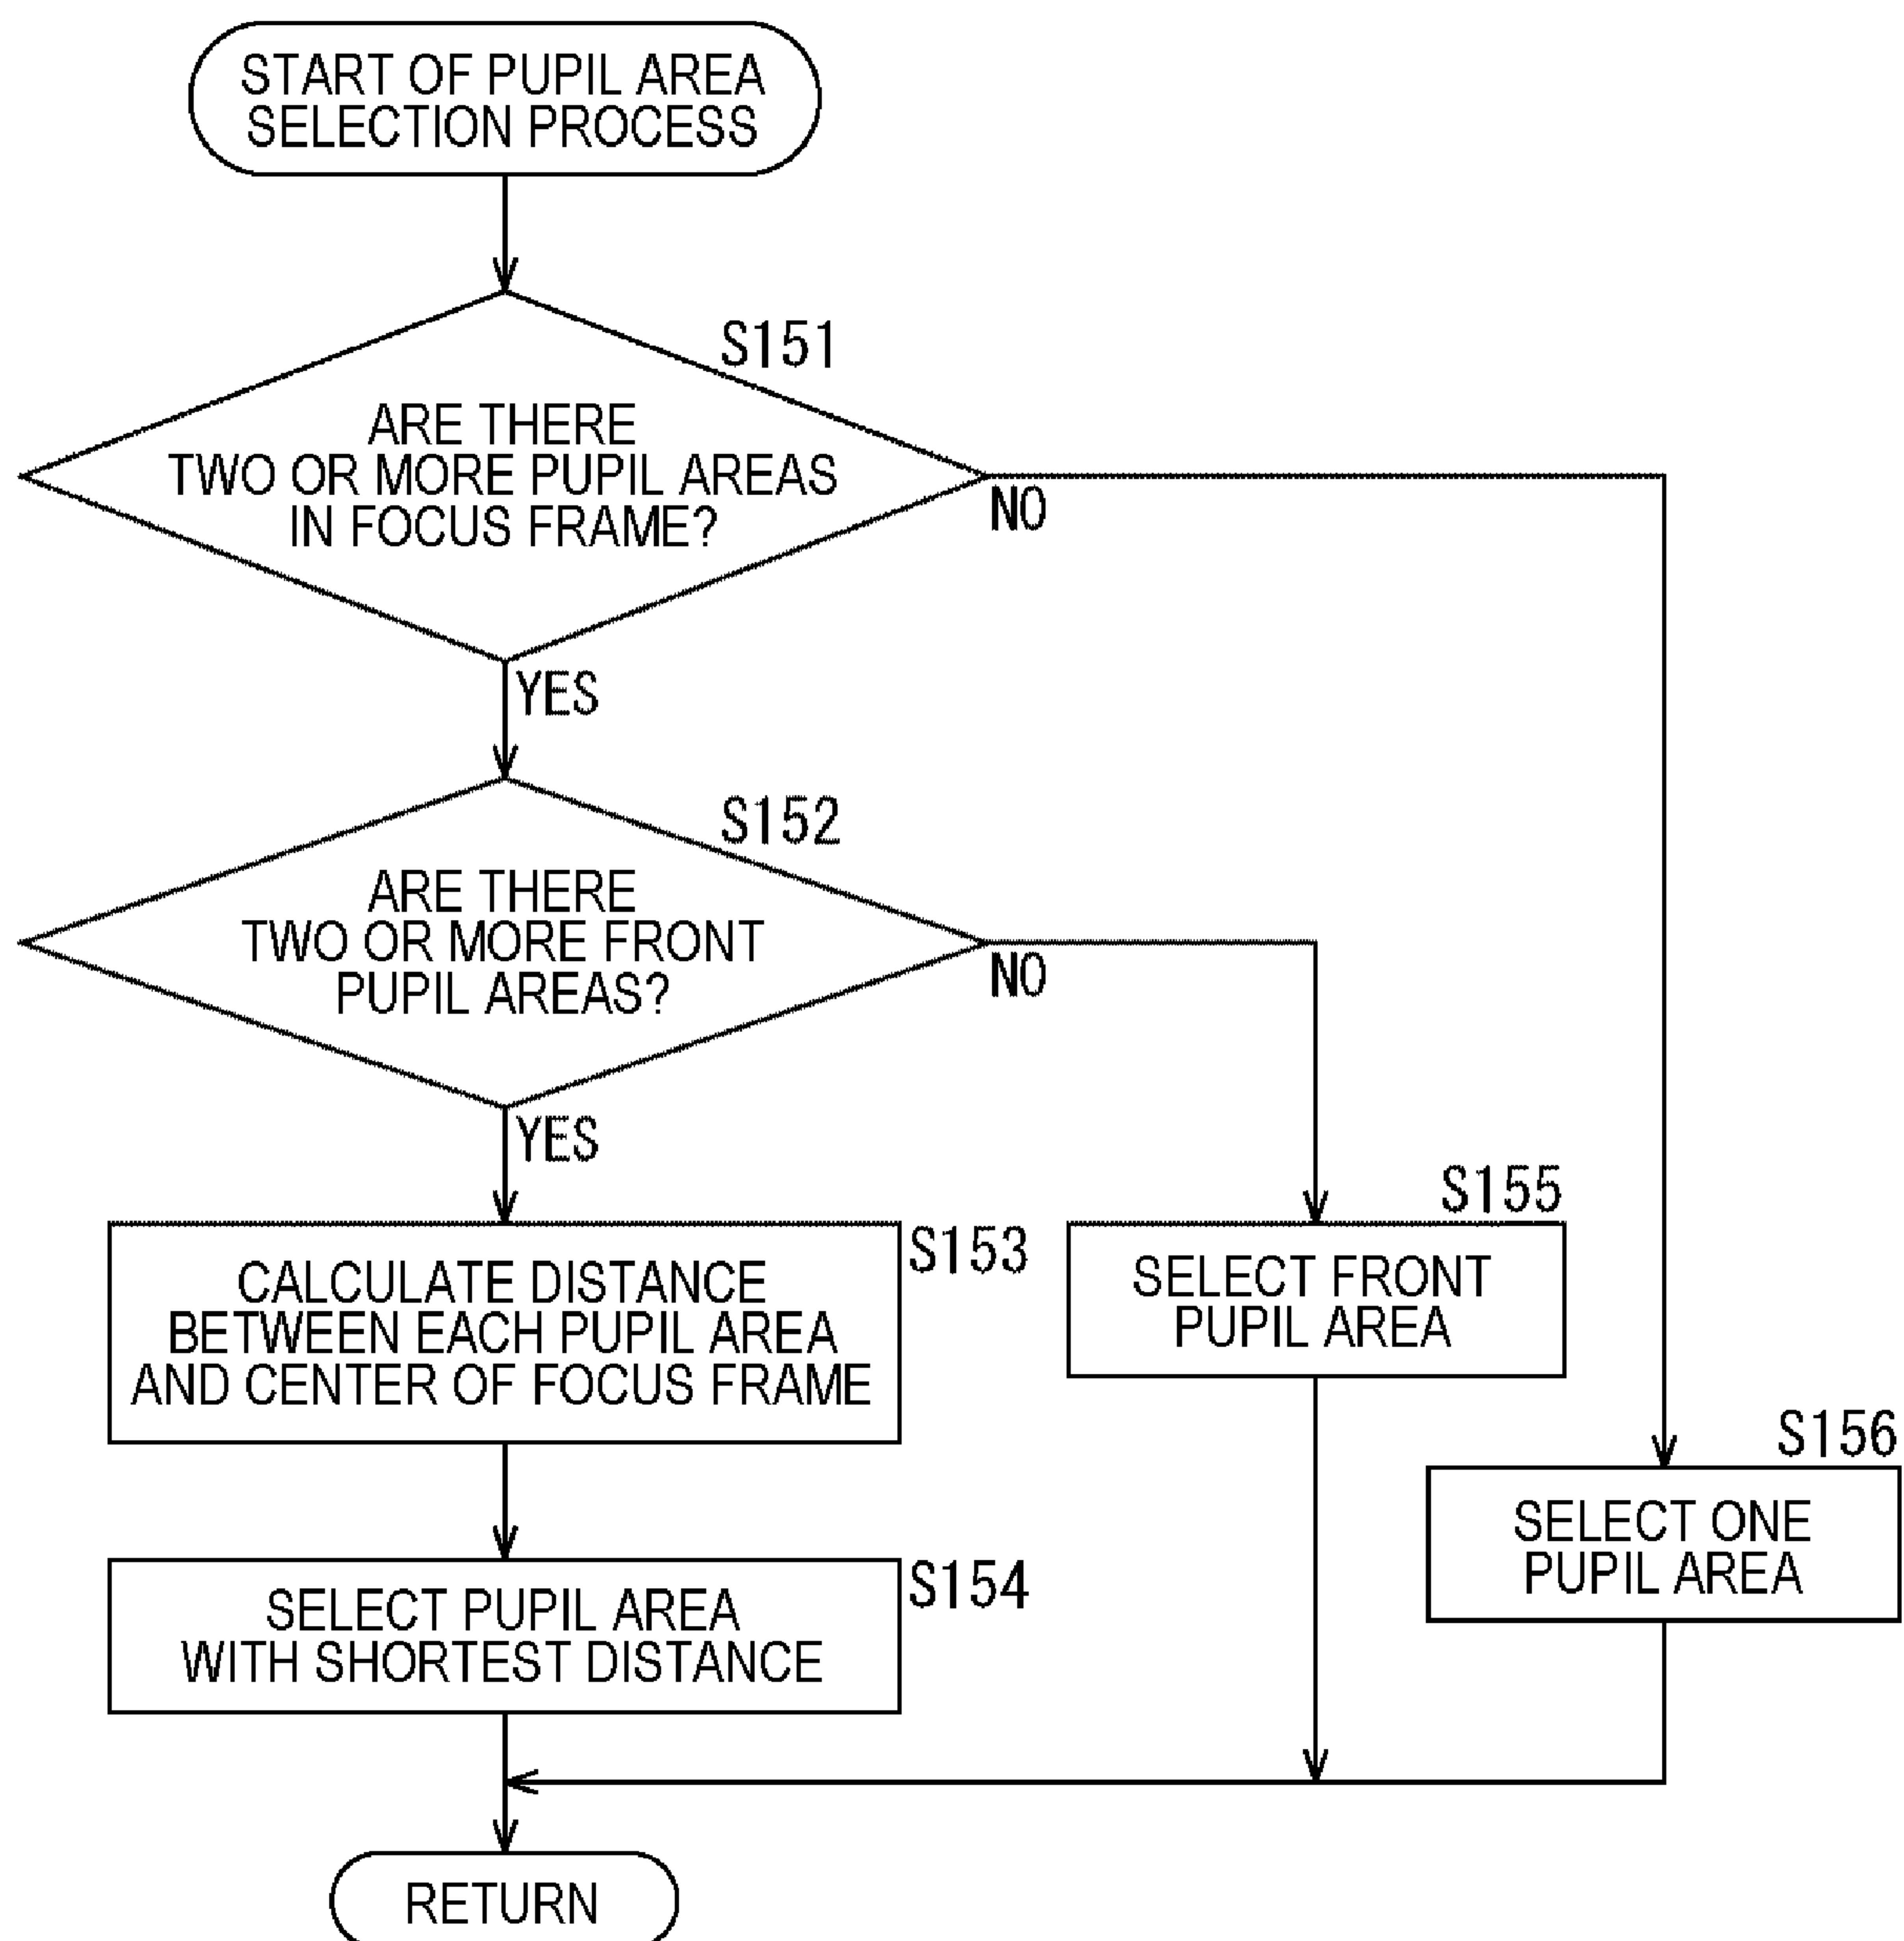 START OF PUPIL AREA
SELECTION PROCESS
S151
ARE THERE
TWO OR MORE PUPIL AREAS
IN FOCUS FRAME?
NO
YES
S152
ARE THERE
TWO OR MORE FRONT
PUPIL AREAS?
NO
YES
S153
CALCULATE DISTANCE
BETWEEN EACH PUPIL AREA
AND CENTER OF FOCUS FRAME
S155
SELECT FRONT
PUPIL AREA
S156
SELECT ONE
PUPIL AREA
S154
SELECT PUPIL AREA
WITH SHORTEST DISTANCE
RETURN